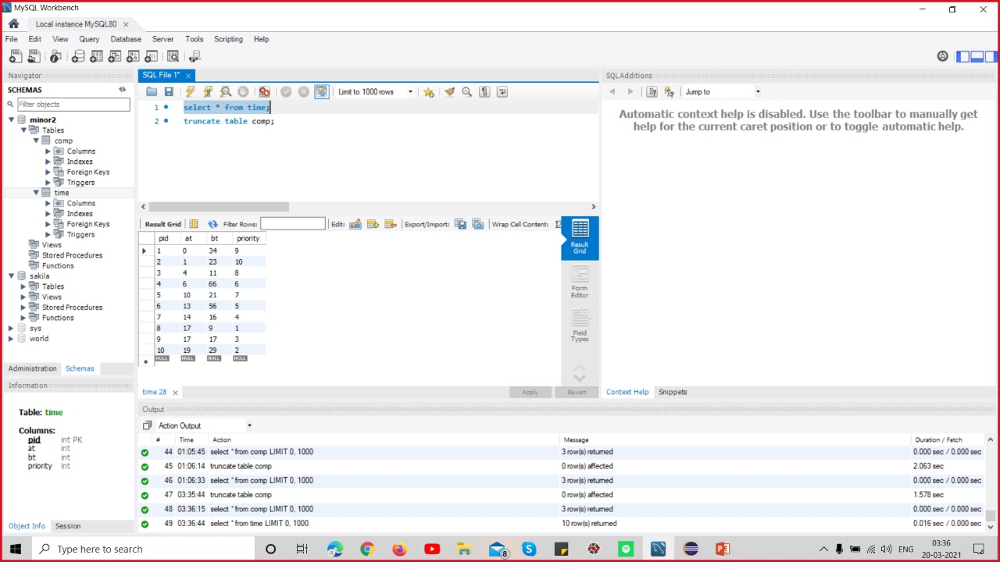 MySQL Workbench
Local instance MySQL80
File Edit View Query Database Server Tools Scripting Help
Navigator
SCHEMAS
Filter objects
minor2
Tables
comp
Columns
Indexes
Foreign Keys
Triggers
time
Columns
Indexes
Foreign Keys
Triggers
Views
Stored Procedures
Functions
sakila
Tables
Views
Stored Procedures
Functions
sys
world
Administration Schemas
Information
Table: time
Columns:
pid int PK
at int
bt int
priority int
Object Info Session
SQL File 1*
Limit to 1000 rows
1 select * from time;
2 truncate table comp;
Result Grid Filter Rows: Edit: Export/Import: Wrap Cell Content:
pid at bt priority
1 0 34 9
2 1 23 10
3 4 11 8
4 6 66 6
5 10 21 7
6 13 56 5
7 14 16 4
8 17 9 1
9 17 17 3
10 19 29 2
NULL NULL NULL NULL
Result
Grid
Form
Editor
Field
Types
time 28 Apply Revert
SQLAdditions
Jump to
Automatic context help is disabled. Use the toolbar to manually get
help for the current caret position or to toggle automatic help.
Context Help Snippets
Output
Action Output
# Time Action Message Duration / Fetch
44 01:05:45 select * from comp LIMIT 0, 1000 3 row(s) returned 0.000 sec / 0.000 sec
45 01:06:14 truncate table comp 0 row(s) affected 2.063 sec
46 01:06:33 select * from comp LIMIT 0, 1000 3 row(s) returned 0.000 sec / 0.000 sec
47 03:35:44 truncate table comp 0 row(s) affected 1.578 sec
48 03:36:15 select * from comp LIMIT 0, 1000 3 row(s) returned 0.000 sec / 0.000 sec
49 03:36:44 select * from time LIMIT 0, 1000 10 row(s) returned 0.016 sec / 0.000 sec
Type here to search
8
ENG
03:36
20-03-2021